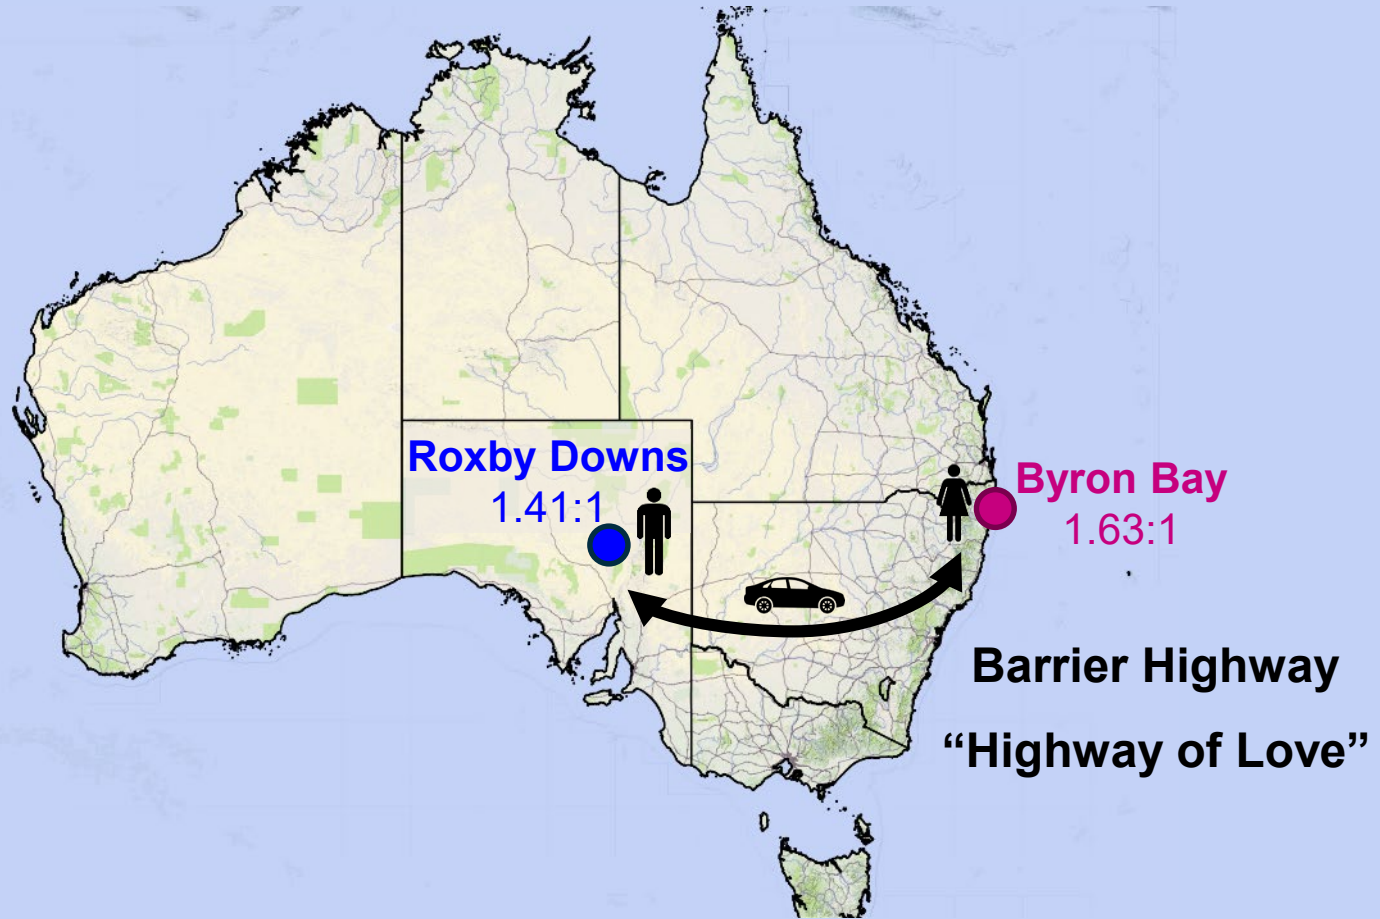 Roxby Downs
1.41:1
Byron Bay
1.63:1
Barrier Highway
“Highway of Love”